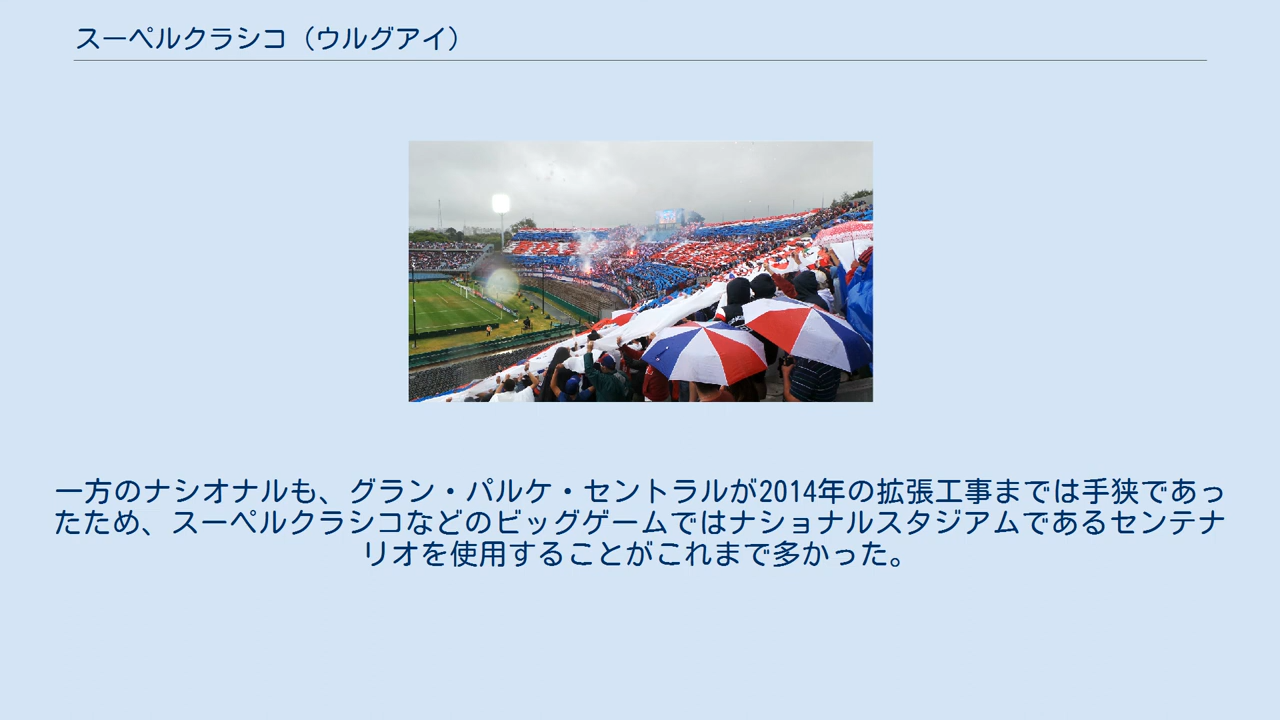 スーペルクラシコ（ウルグアイ）
一方のナシオナルも、グラン・パルケ・セントラルが2014年の拡張工事までは手狭であっ
たため、スーペルクラシコなどのビッグゲームではナショナルスタジアムであるセンテナ
リオを使用することがこれまで多かった。